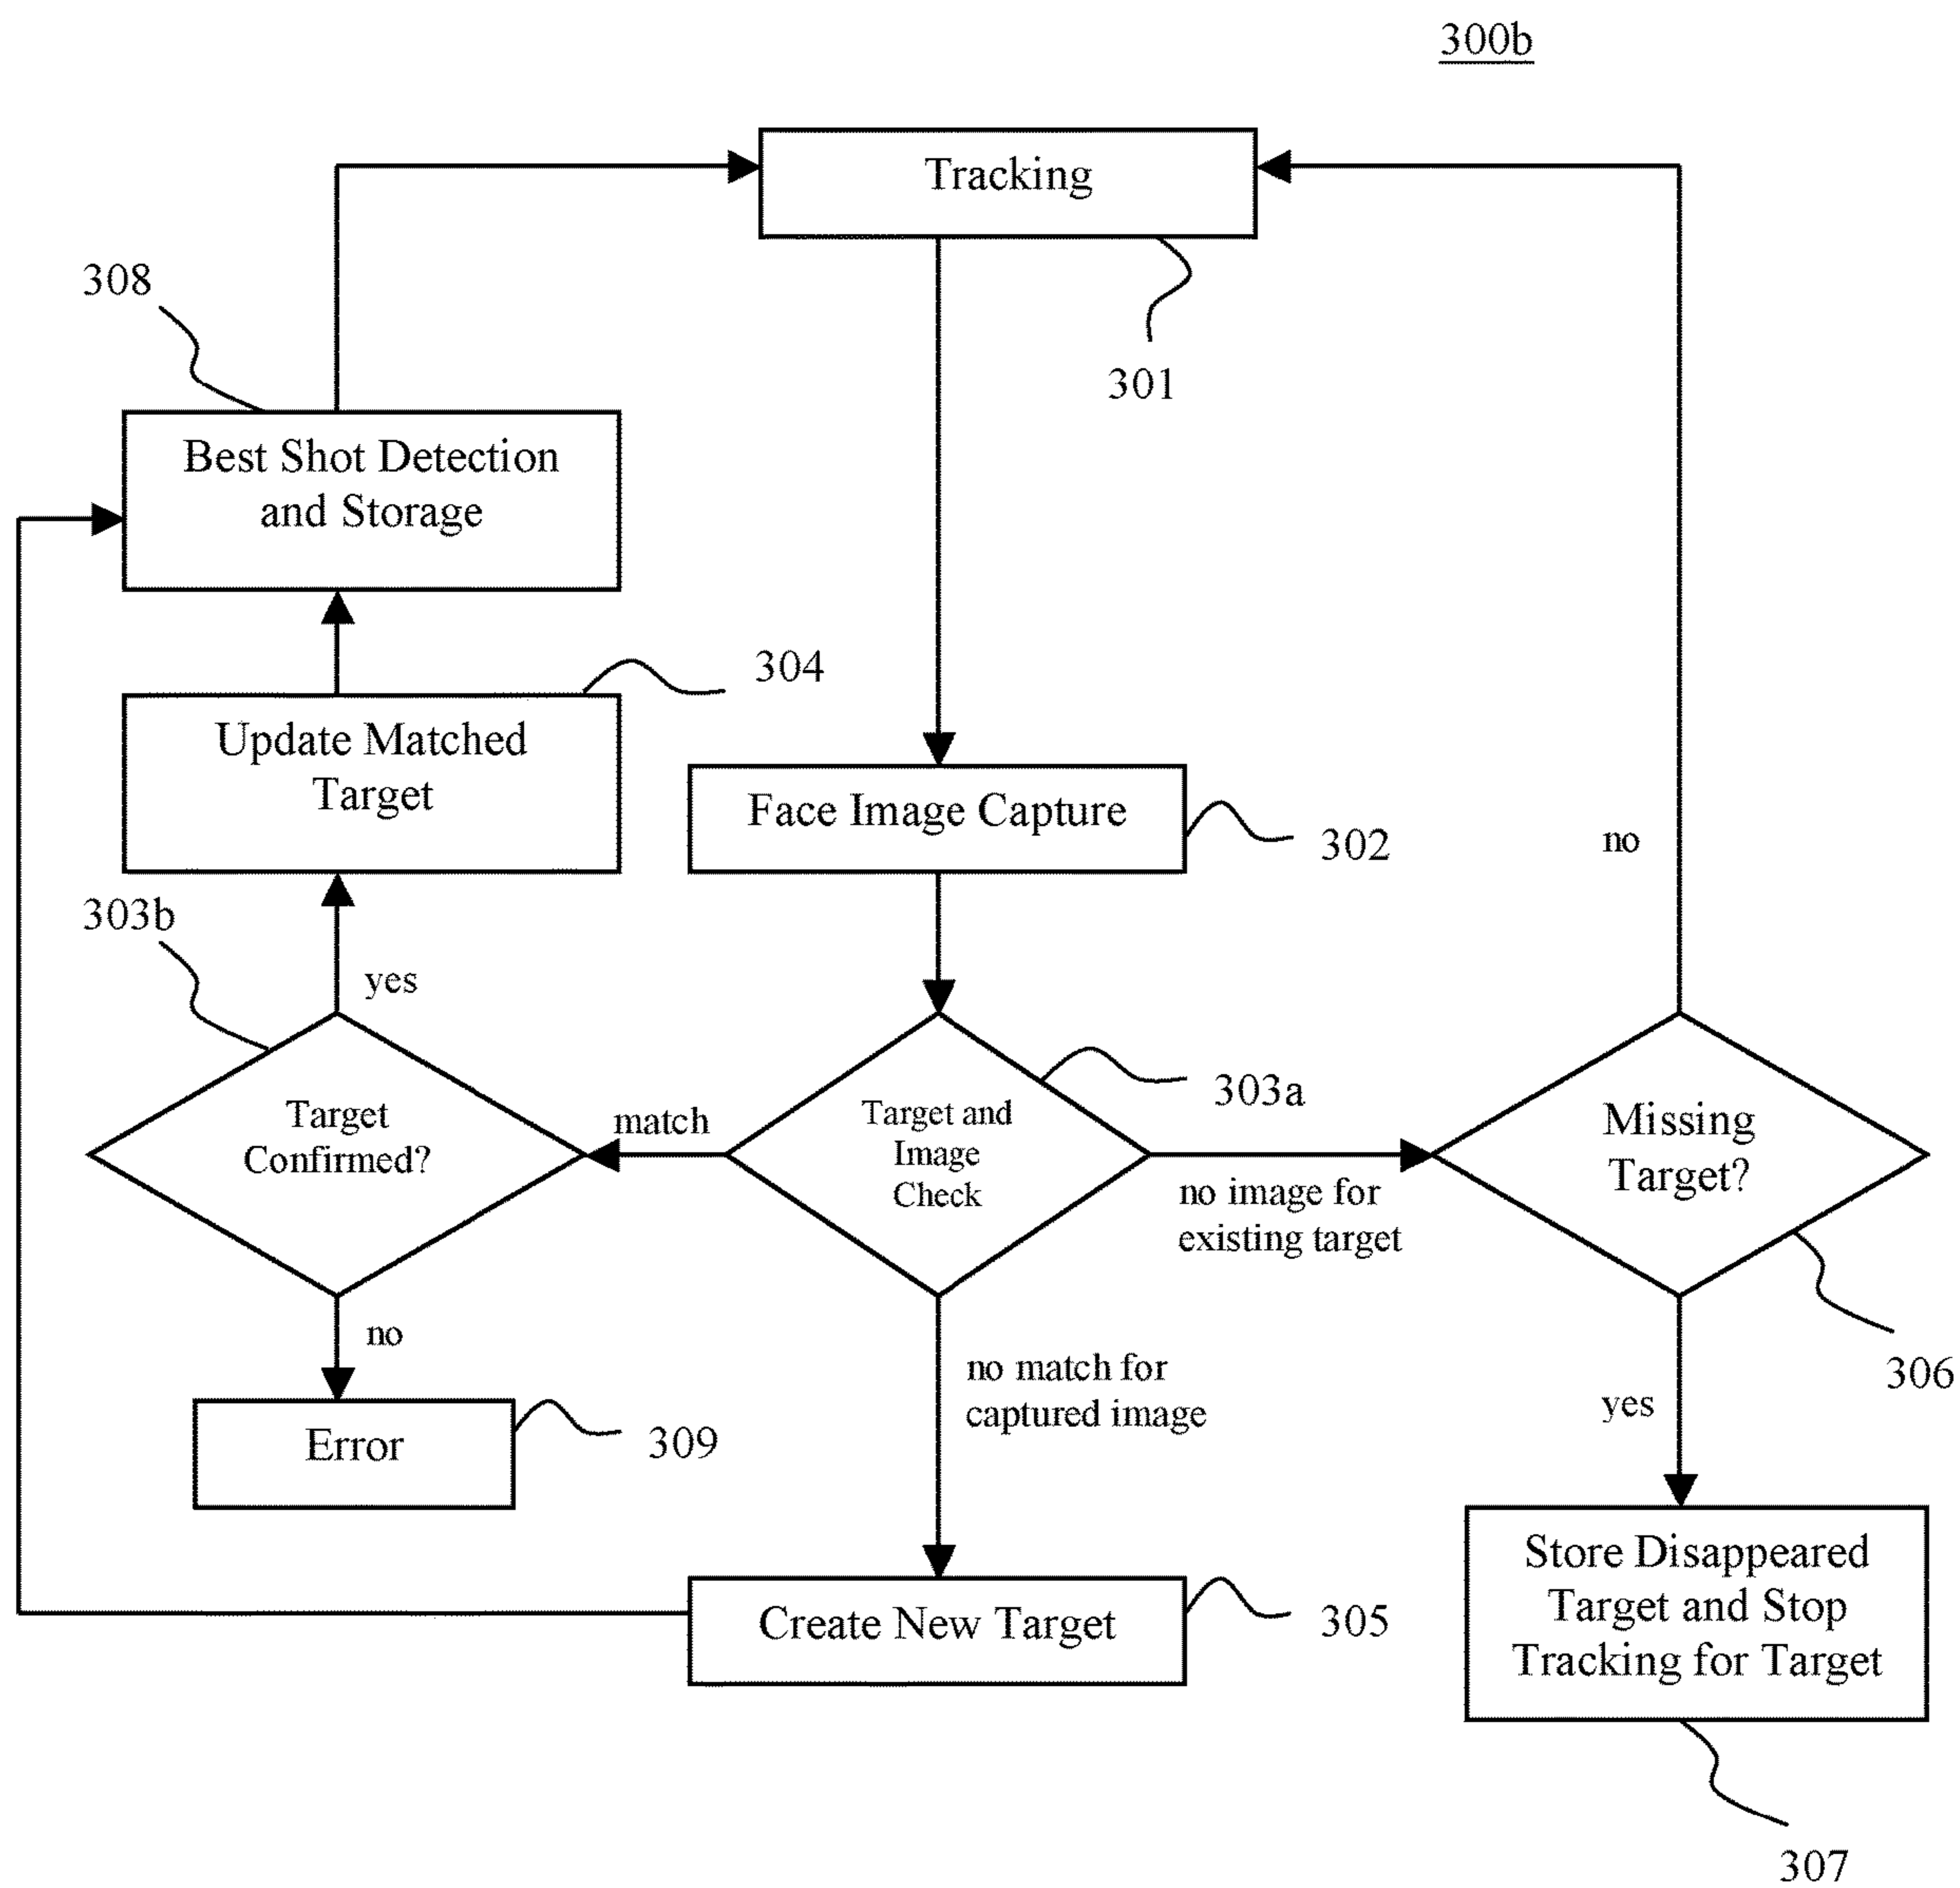 300b
Tracking
301
308
Best Shot Detection
and Storage
304
Update Matched
Target
Face Image Capture
302
no
303b
yes
303a
Target
Confirmed?
match
Target and
Image
Check
no image for
existing target
Missing
Target?
306
no
Error
309
no match for
captured image
yes
Create New Target
305
Store Disappeared
Target and Stop
Tracking for Target
307